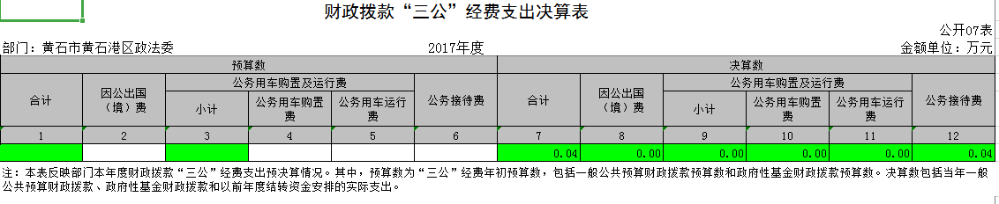 财政拨款“三公”经费支出决算表
公开07表
部门：黄石市黄石港区政法委 2017年度 金额单位：万元
预算数 决算数
合计 因公出国（境）费 公务用车购置及运行费 公务接待费 合计 因公出国（境）费 公务用车购置及运行费 公务接待费
小计 公务用车购置费 公务用车运行费 小计 公务用车购置费 公务用车运行费
1 2 3 4 5 6 7 8 9 10 11 12
0.04 0.00 0.00 0.00 0.00 0.04
注：本表反映部门本年度财政拨款“三公”经费支出预决算情况。其中，预算数为“三公”经费年初预算数，包括一般公共预算财政拨款预算数和政府性基金财政拨款预算数。决算数包括当年一般
公共预算财政拨款、政府性基金财政拨款和以前年度结转资金安排的实际支出。